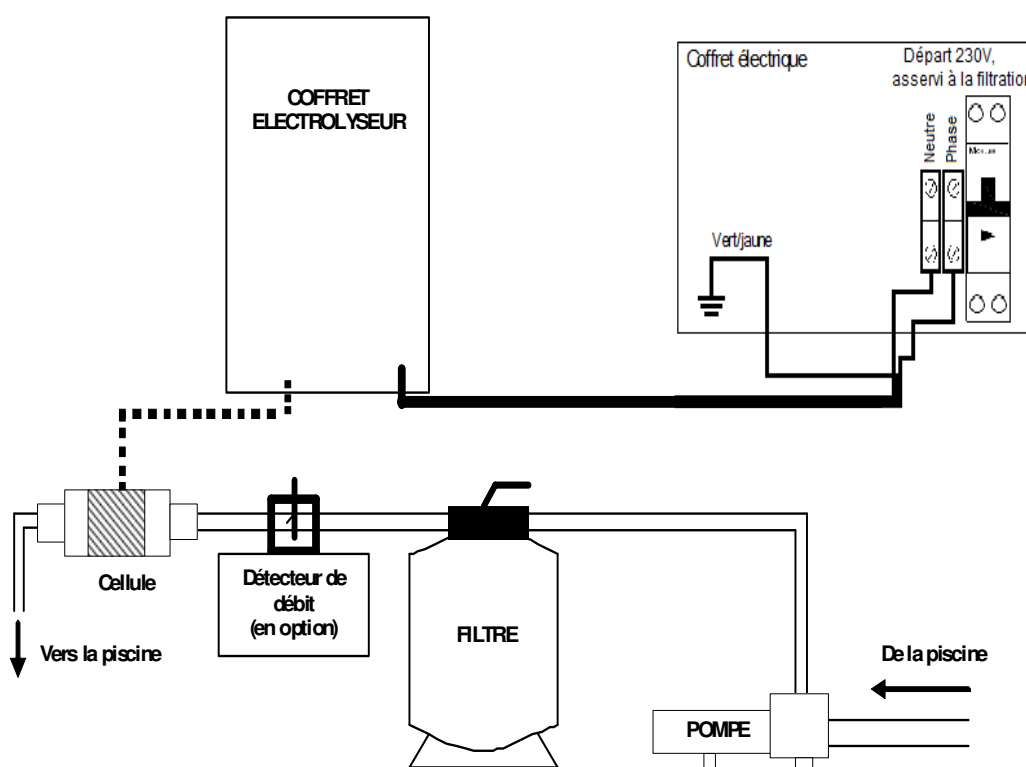 COFFRET
ELECTROLYSEUR
Coffret électrique
Départ 230V,
asservi à la filtration
Neutre
Phase
Vert/jaune
Cellule
Détecteur de
débit
(en option)
FILTRE
Vers la piscine
De la piscine
POMPE